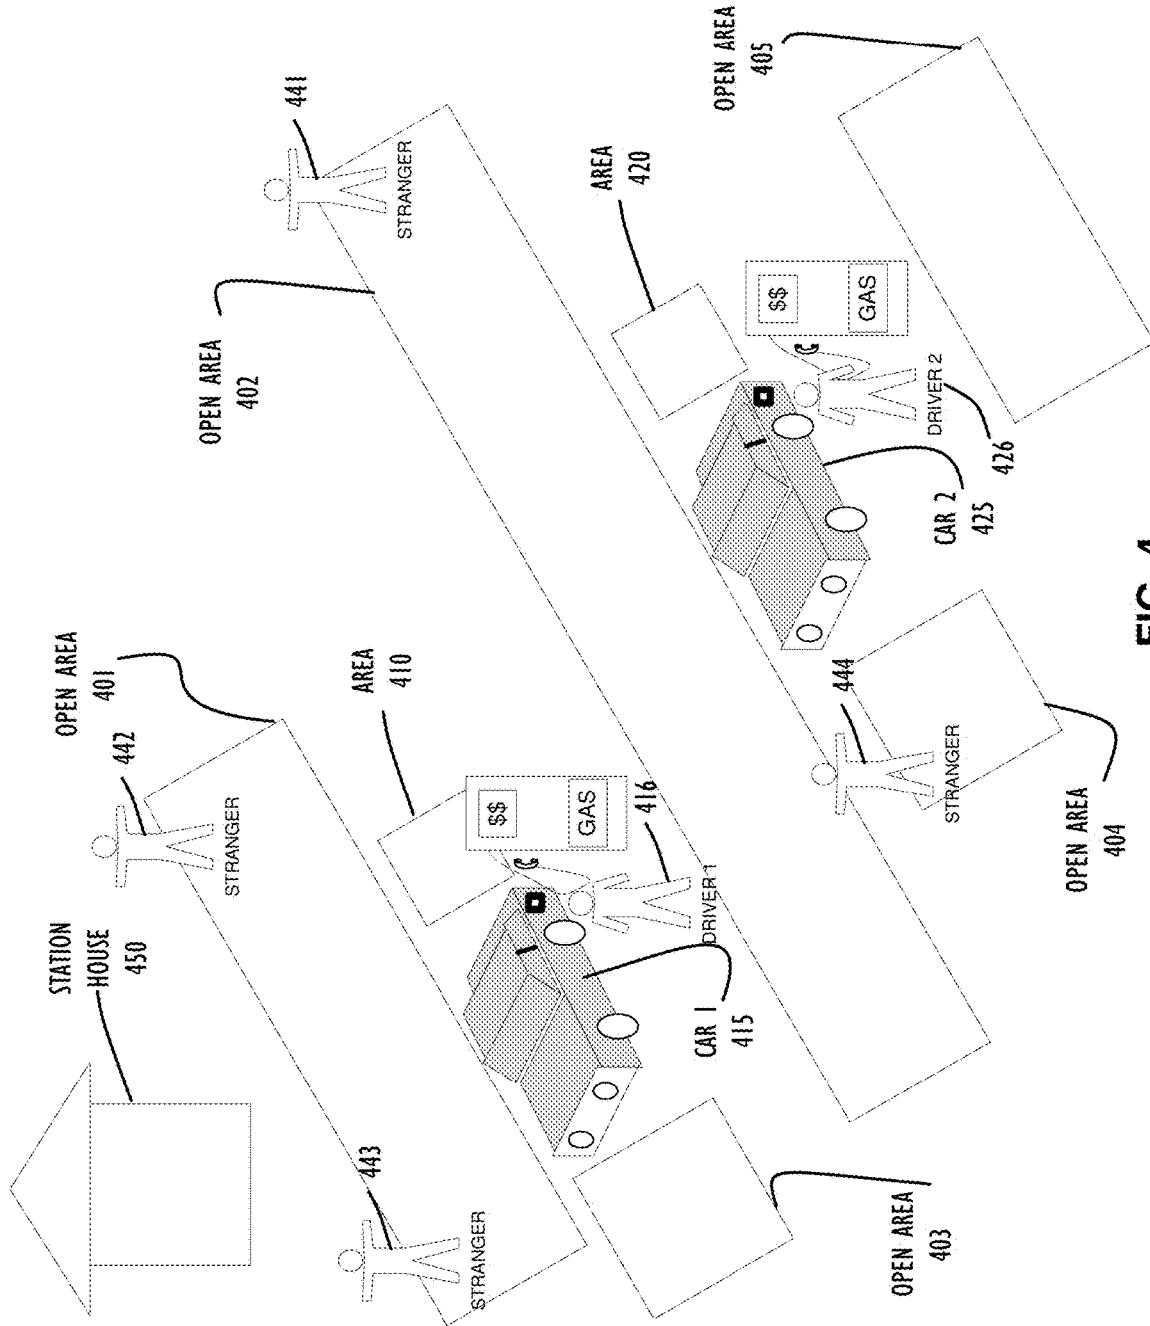 STATION
HOUSE
450
OPEN AREA
401
442
STRANGER
443
STRANGER
AREA
410
$$
GAS
416
DRIVER 1
CAR 1
415
OPEN AREA
403
OPEN AREA
402
441
STRANGER
AREA
420
$$
GAS
DRIVER 2
426
CAR 2
425
444
STRANGER
OPEN AREA
404
OPEN AREA
405
FIG. 4